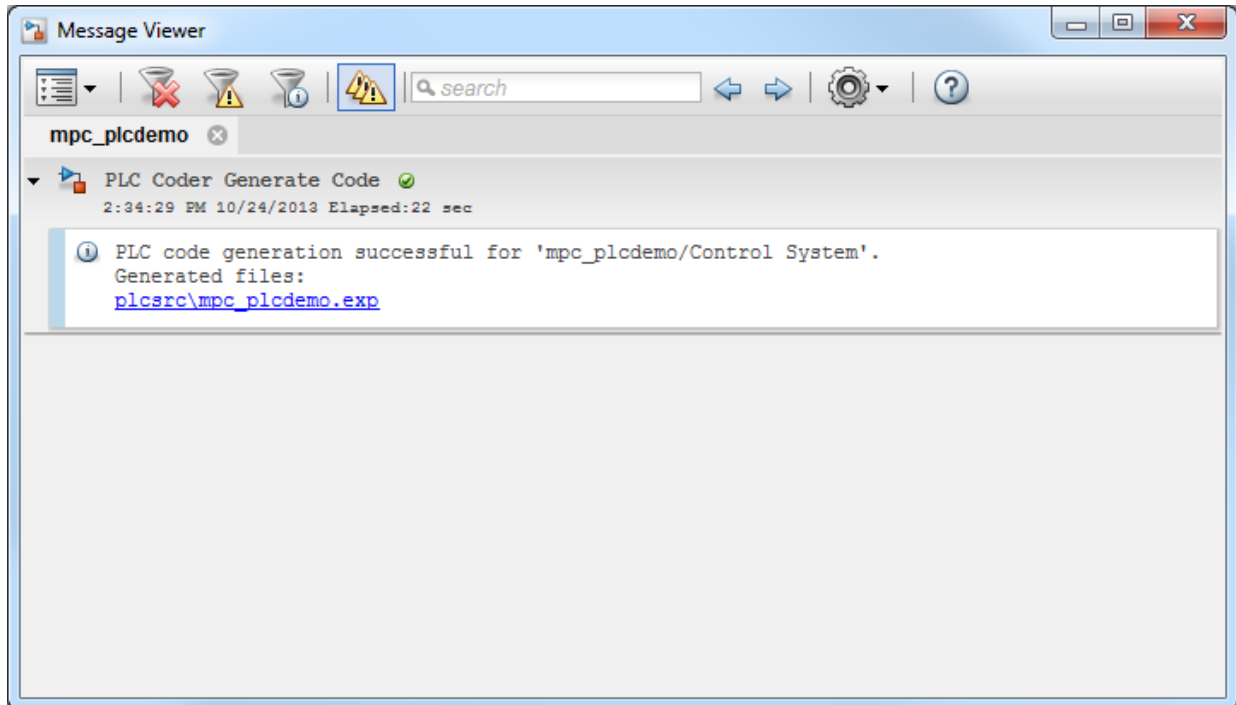 Message Viewer
search
mpc_plcdemo
PLC Coder Generate Code
2:34:29 PM 10/24/2013 Elapsed:22 sec
PLC code generation successful for 'mpc_plcdemo/Control System'.
Generated files:
plcsrc\mpc_plcdemo.exp